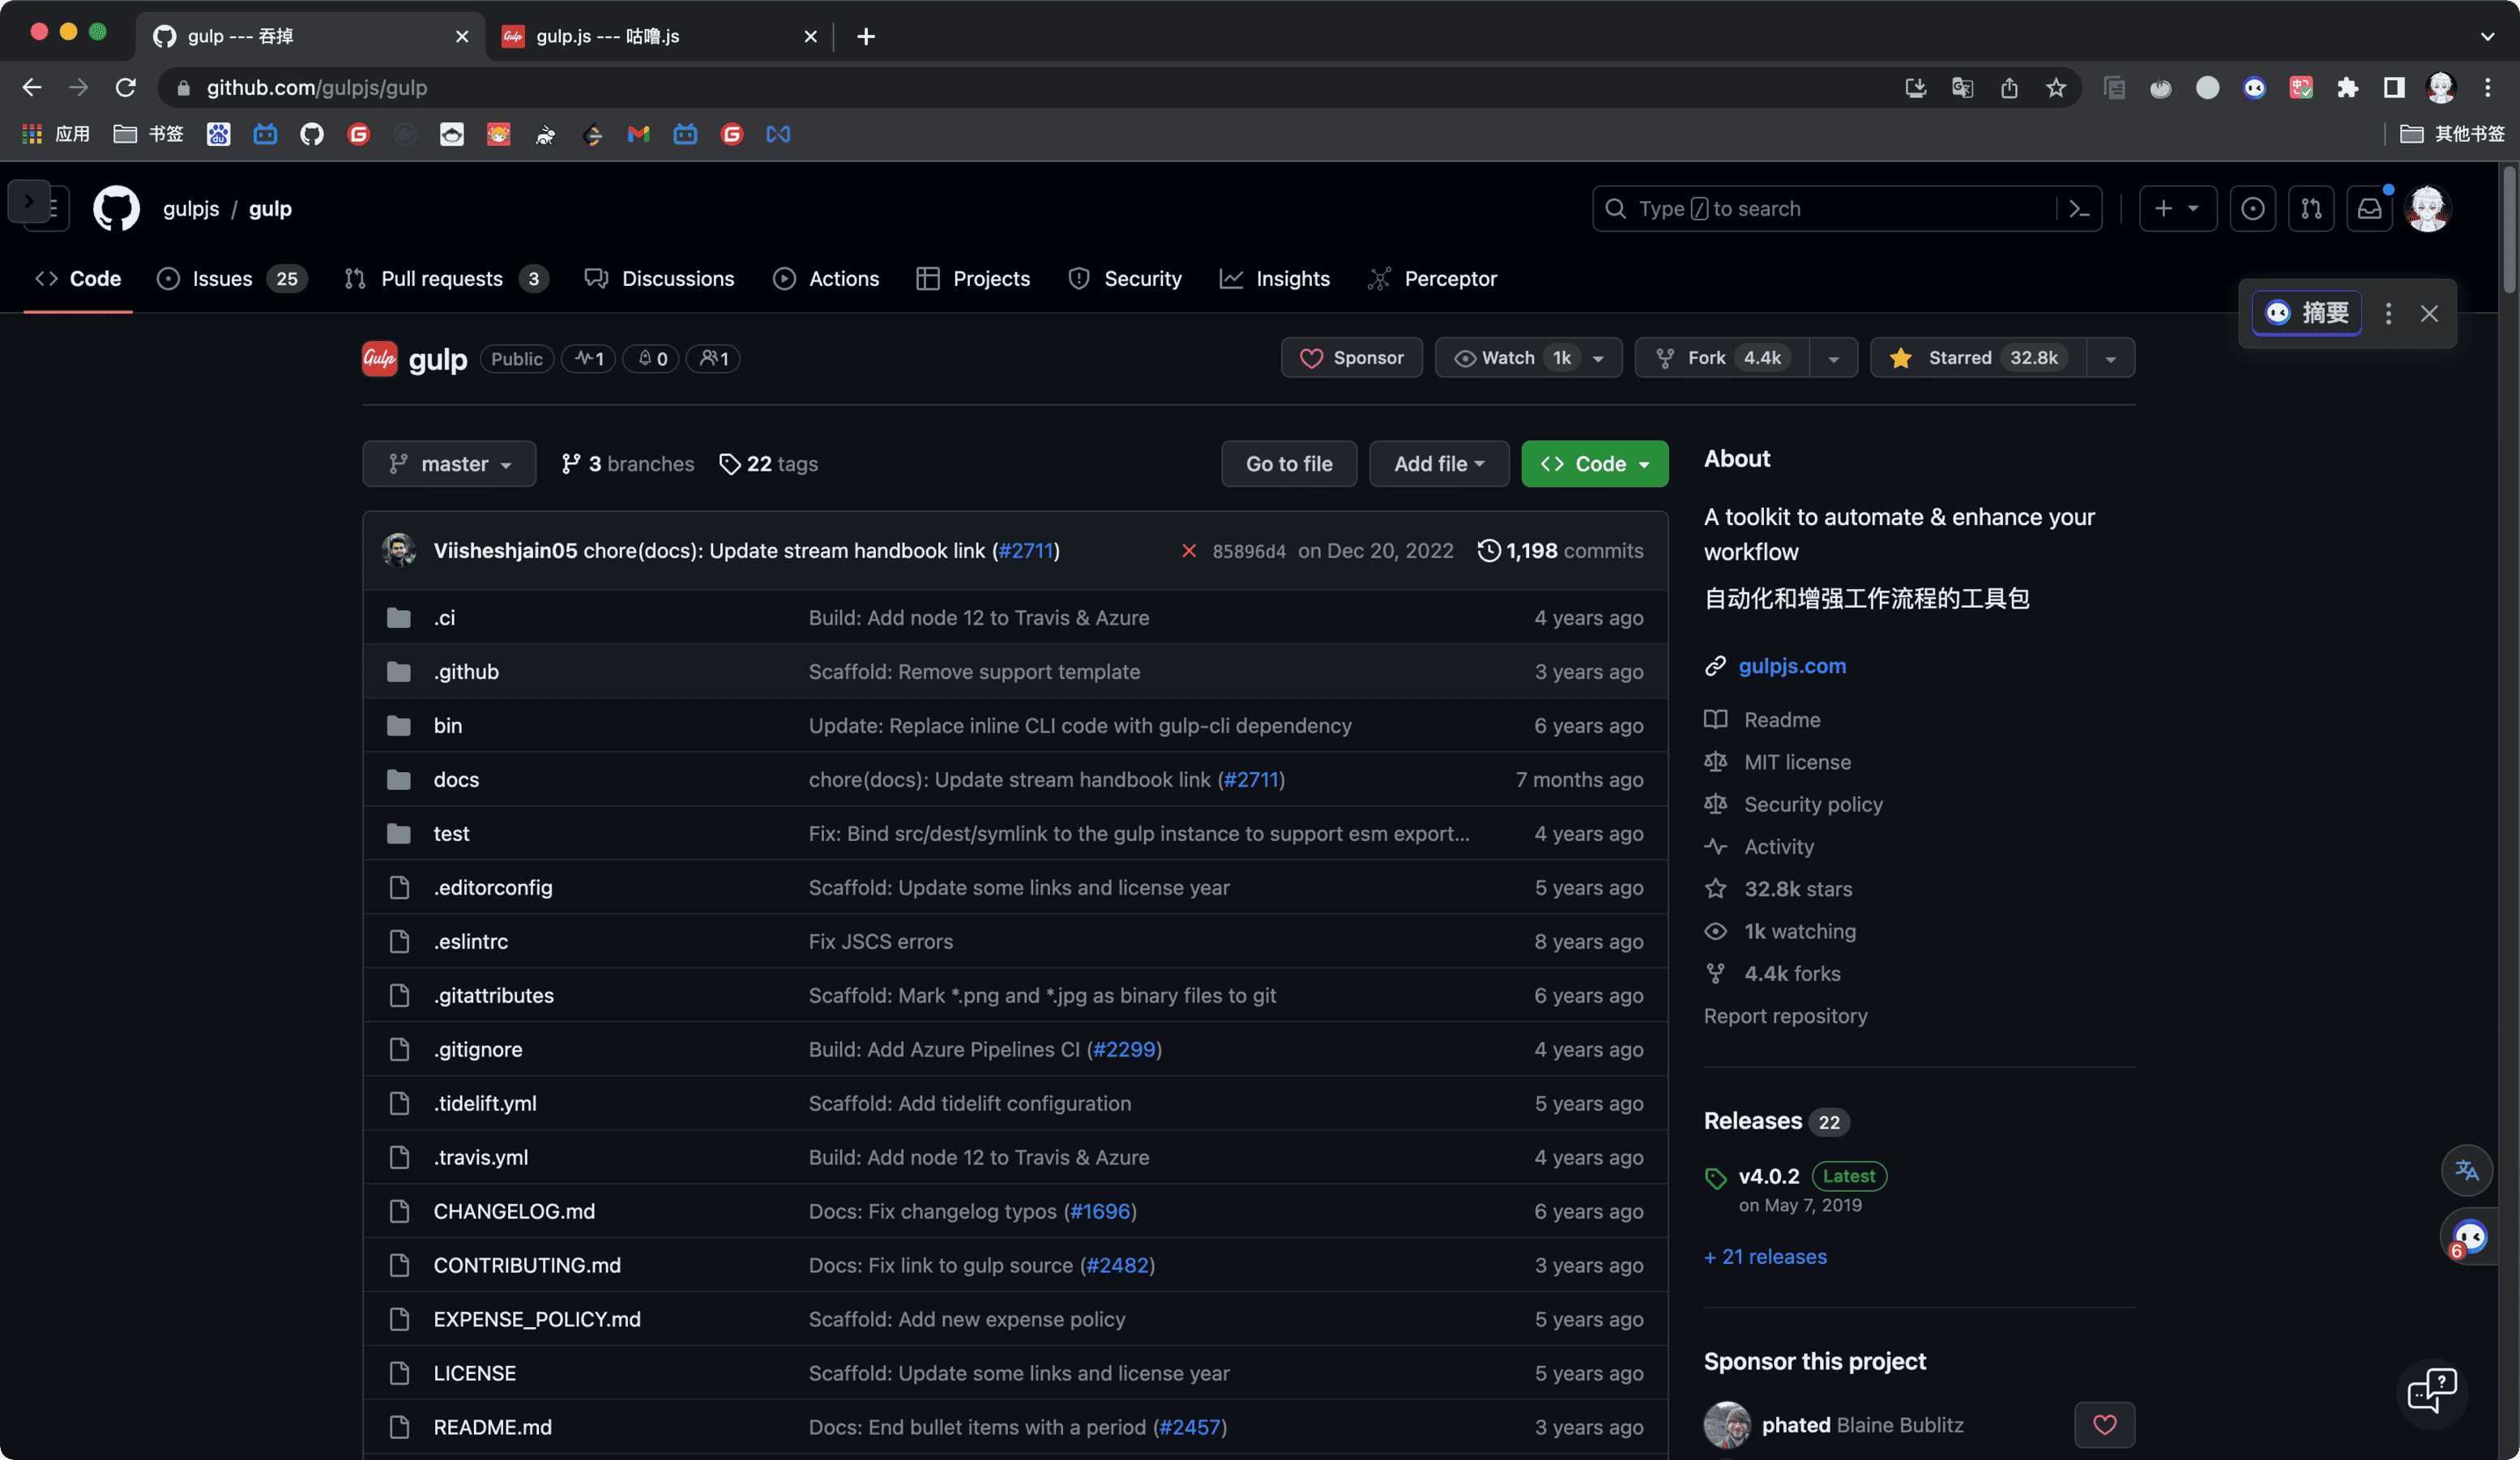 gulp --- 吞掉
gulp.js --- 咕噜.js
github.com/gulpjs/gulp
应用
书签
其他书签
gulpjs / gulp
Type / to search
Code
Issues 25
Pull requests 3
Discussions
Actions
Projects
Security
Insights
Perceptor
摘要
Gulp
gulp
Public
1
0
1
Sponsor
Watch 1k
Fork 4.4k
Starred 32.8k
master
3 branches
22 tags
Go to file
Add file
Code
Viisheshjain05 chore(docs): Update stream handbook link (#2711)
85896d4 on Dec 20, 2022
1,198 commits
.ci Build: Add node 12 to Travis & Azure 4 years ago
.github Scaffold: Remove support template 3 years ago
bin Update: Replace inline CLI code with gulp-cli dependency 6 years ago
docs chore(docs): Update stream handbook link (#2711) 7 months ago
test Fix: Bind src/dest/symlink to the gulp instance to support esm export... 4 years ago
.editorconfig Scaffold: Update some links and license year 5 years ago
.eslintrc Fix JSCS errors 8 years ago
.gitattributes Scaffold: Mark *.png and *.jpg as binary files to git 6 years ago
.gitignore Build: Add Azure Pipelines CI (#2299) 4 years ago
.tidelift.yml Scaffold: Add tidelift configuration 5 years ago
.travis.yml Build: Add node 12 to Travis & Azure 4 years ago
CHANGELOG.md Docs: Fix changelog typos (#1696) 6 years ago
CONTRIBUTING.md Docs: Fix link to gulp source (#2482) 3 years ago
EXPENSE_POLICY.md Scaffold: Add new expense policy 5 years ago
LICENSE Scaffold: Update some links and license year 5 years ago
README.md Docs: End bullet items with a period (#2457) 3 years ago
About
A toolkit to automate & enhance your
workflow
自动化和增强工作流程的工具包
gulpjs.com
Readme
MIT license
Security policy
Activity
32.8k stars
1k watching
4.4k forks
Report repository
Releases 22
v4.0.2 Latest
on May 7, 2019
+ 21 releases
6
Sponsor this project
phated Blaine Bublitz